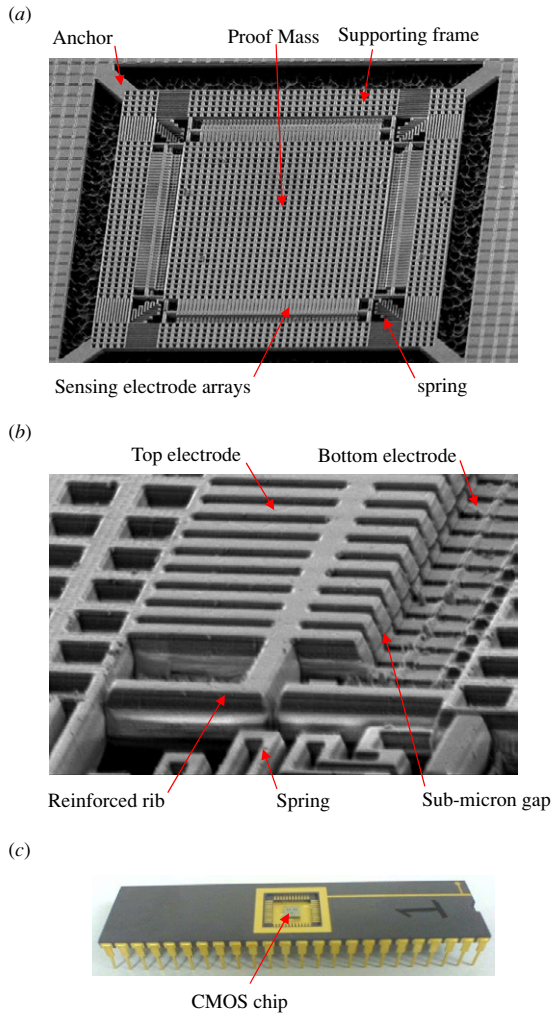 (a)
Anchor
Proof Mass
Supporting frame
Sensing electrode arrays
spring
(b)
Top electrode
Bottom electrode
Reinforced rib
Spring
Sub-micron gap
(c)
1
CMOS chip